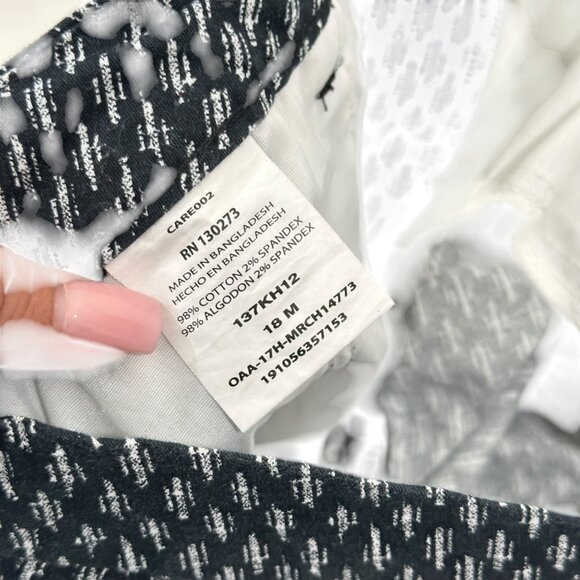 CARE002
RN 130273
MADE IN BANGLADESH
HECHO EN BANGLADESH
98% COTTON 2% SPANDEX
98% ALGODON 2% SPANDEX
137KH12
18 M
OAA-17H-MRCH14773
191056357153